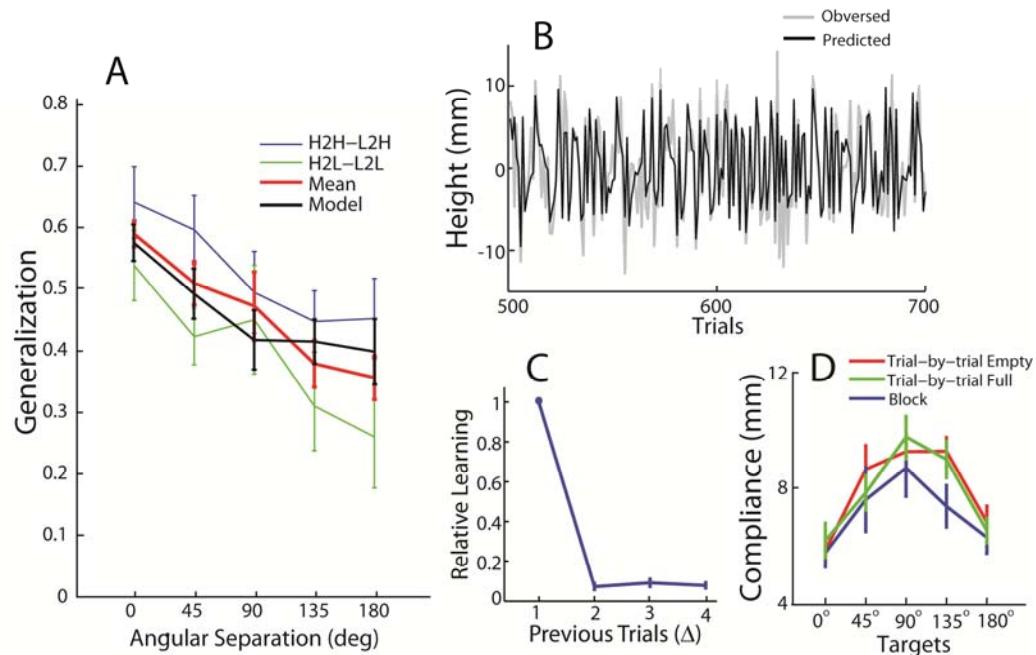 A
Generalization
0.8
0.7
0.6
0.5
0.4
0.3
0.2
0.1
0
H2H−L2H
H2L−L2L
Mean
Model
0 45 90 135 180
Angular Separation (deg)
B
Obversed
Predicted
Height (mm)
10
0
-10
500 600 700
Trials
C
Relative Learning
1
0.8
0.6
0.4
0.2
1 2 3 4
Previous Trials (Δ)
D
Trial−by−trial Empty
Trial−by−trial Full
Block
Compliance (mm)
12
8
4
0° 45° 90° 135° 180°
Targets